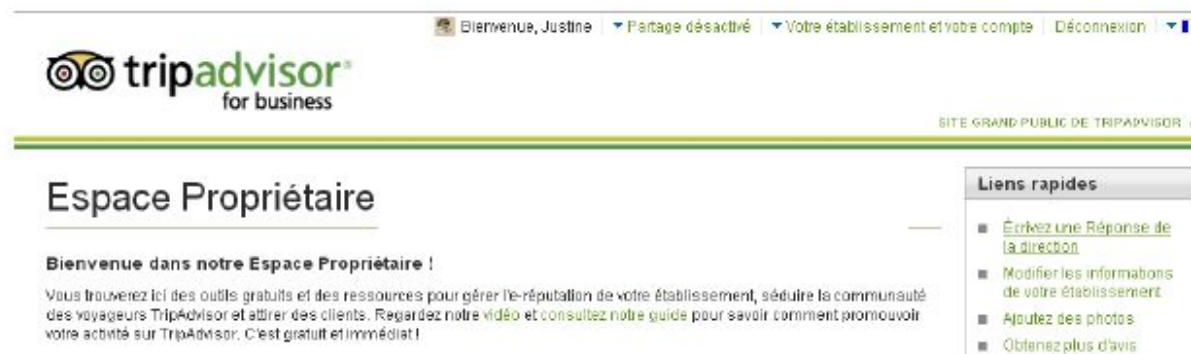 Bienvenue, Justine Partage désactivé Votre établissement et votre compte Déconnexion
tripadvisor®
for business
SITE GRAND PUBLIC DE TRIPADVISOR
Espace Propriétaire
Bienvenue dans notre Espace Propriétaire !
Vous trouverez ici des outils gratuits et des ressources pour gérer l'e-réputation de votre établissement, séduire la communauté
des voyageurs TripAdvisor et attirer des clients. Regardez notre vidéo et consultez notre guide pour savoir comment promouvoir
votre activité sur TripAdvisor. C'est gratuit et immédiat !
Liens rapides
Écrivez une Réponse de
la direction
Modifier les informations
de votre établissement
Ajoutez des photos
Obtenez plus d'avis